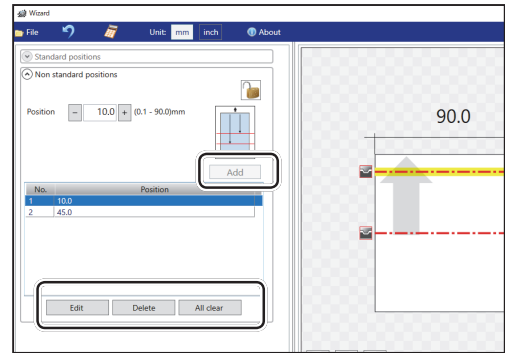 Wizard
File Unit: mm inch About
Standard positions
Non standard positions
Position – 10.0 + (0.1 - 90.0)mm
Add
No. Position
1 10.0
2 45.0
Edit Delete All clear
90.0